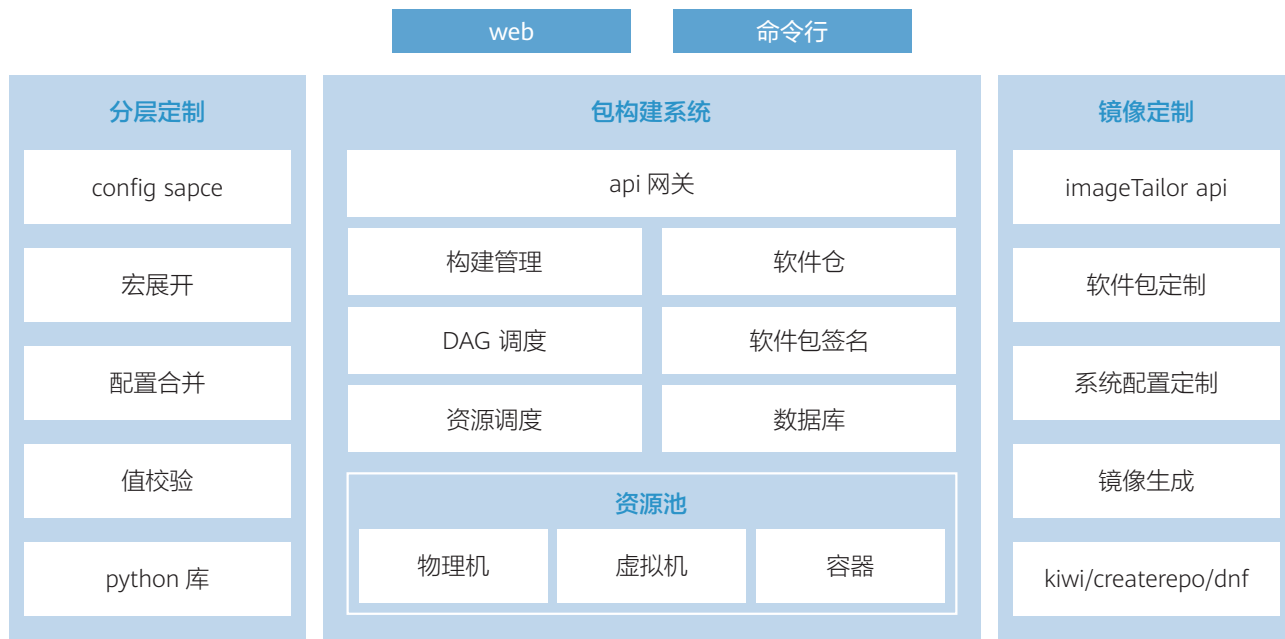 web
命令行
分层定制
config sapce
宏展开
配置合并
值校验
python 库
包构建系统
api 网关
构建管理
软件仓
DAG 调度
软件包签名
资源调度
数据库
资源池
物理机
虚拟机
容器
镜像定制
imageTailor api
软件包定制
系统配置定制
镜像生成
kiwi/createrepo/dnf